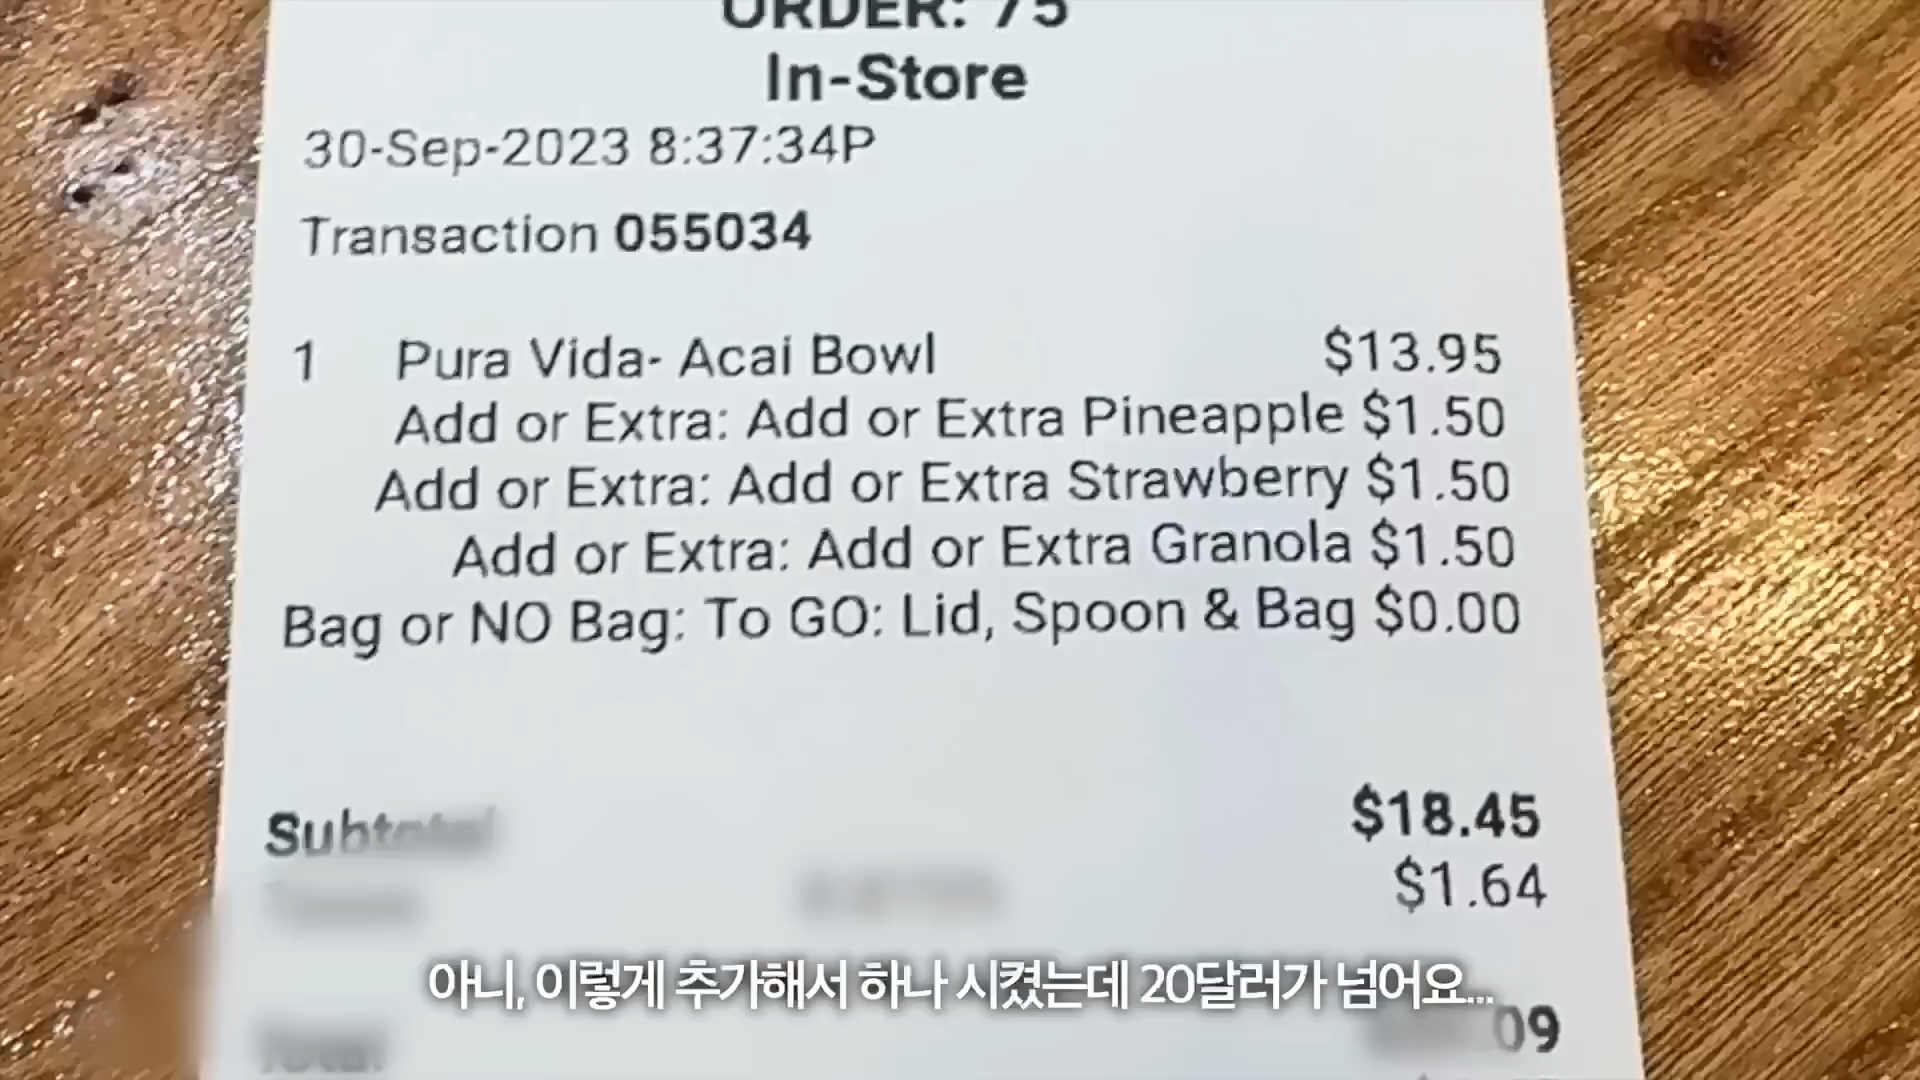 ORDER: 75
In-Store
30-Sep-2023 8:37:34P
Transaction 055034
1 Pura Vida- Acai Bowl $13.95
Add or Extra: Add or Extra Pineapple $1.50
Add or Extra: Add or Extra Strawberry $1.50
Add or Extra: Add or Extra Granola $1.50
Bag or NO Bag: To GO: Lid, Spoon & Bag $0.00
Subtotal $18.45
$1.64
아니, 이렇게 추가해서 하나 시켰는데 20달러가 넘어요...
Total 09